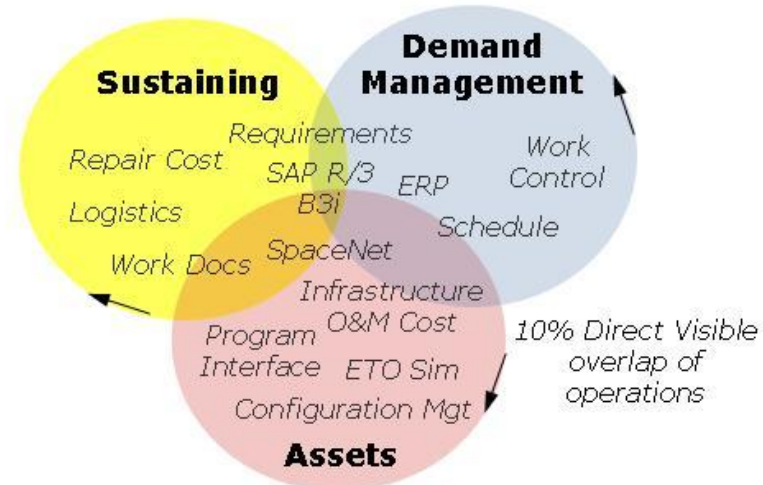 Demand
Management
Sustaining
Requirements
Work
Control
Repair Cost
SAP R/3
ERP
B3i
Logistics
Schedule
SpaceNet
Work Docs
Infrastructure
O&M Cost
Program
Interface
ETO Sim
Configuration Mgt
Assets
10% Direct Visible
overlap of
operations